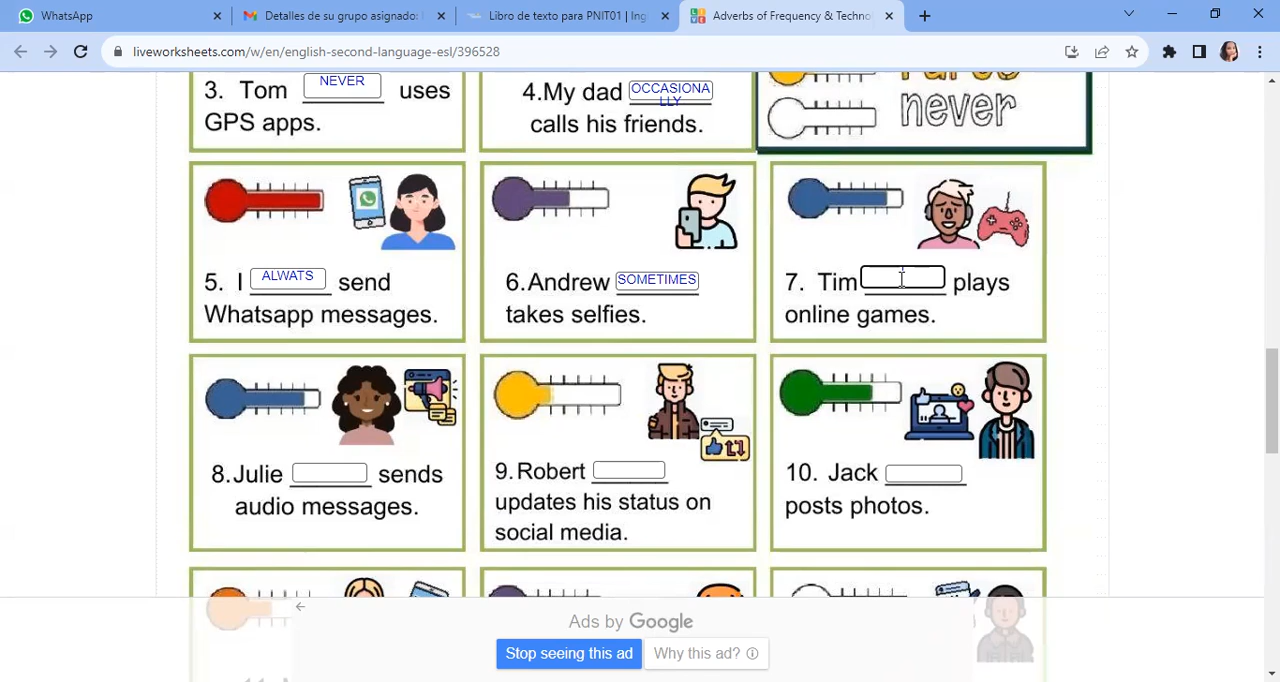 WhatsApp
Detalles de su grupo asignado:
Libro de texto para PNIT01 | Ing
Adverbs of Frequency & Techno
liveworksheets.com/w/en/english-second-language-esl/396528
3. Tom NEVER uses
GPS apps.
4.My dad OCCASIONA
LLY
calls his friends.
never
5. I ALWATS send
Whatsapp messages.
6.Andrew SOMETIMES
takes selfies.
7. Tim plays
online games.
8.Julie sends
audio messages.
9.Robert
updates his status on
social media.
10. Jack
posts photos.
Ads by Google
Stop seeing this ad
Why this ad?